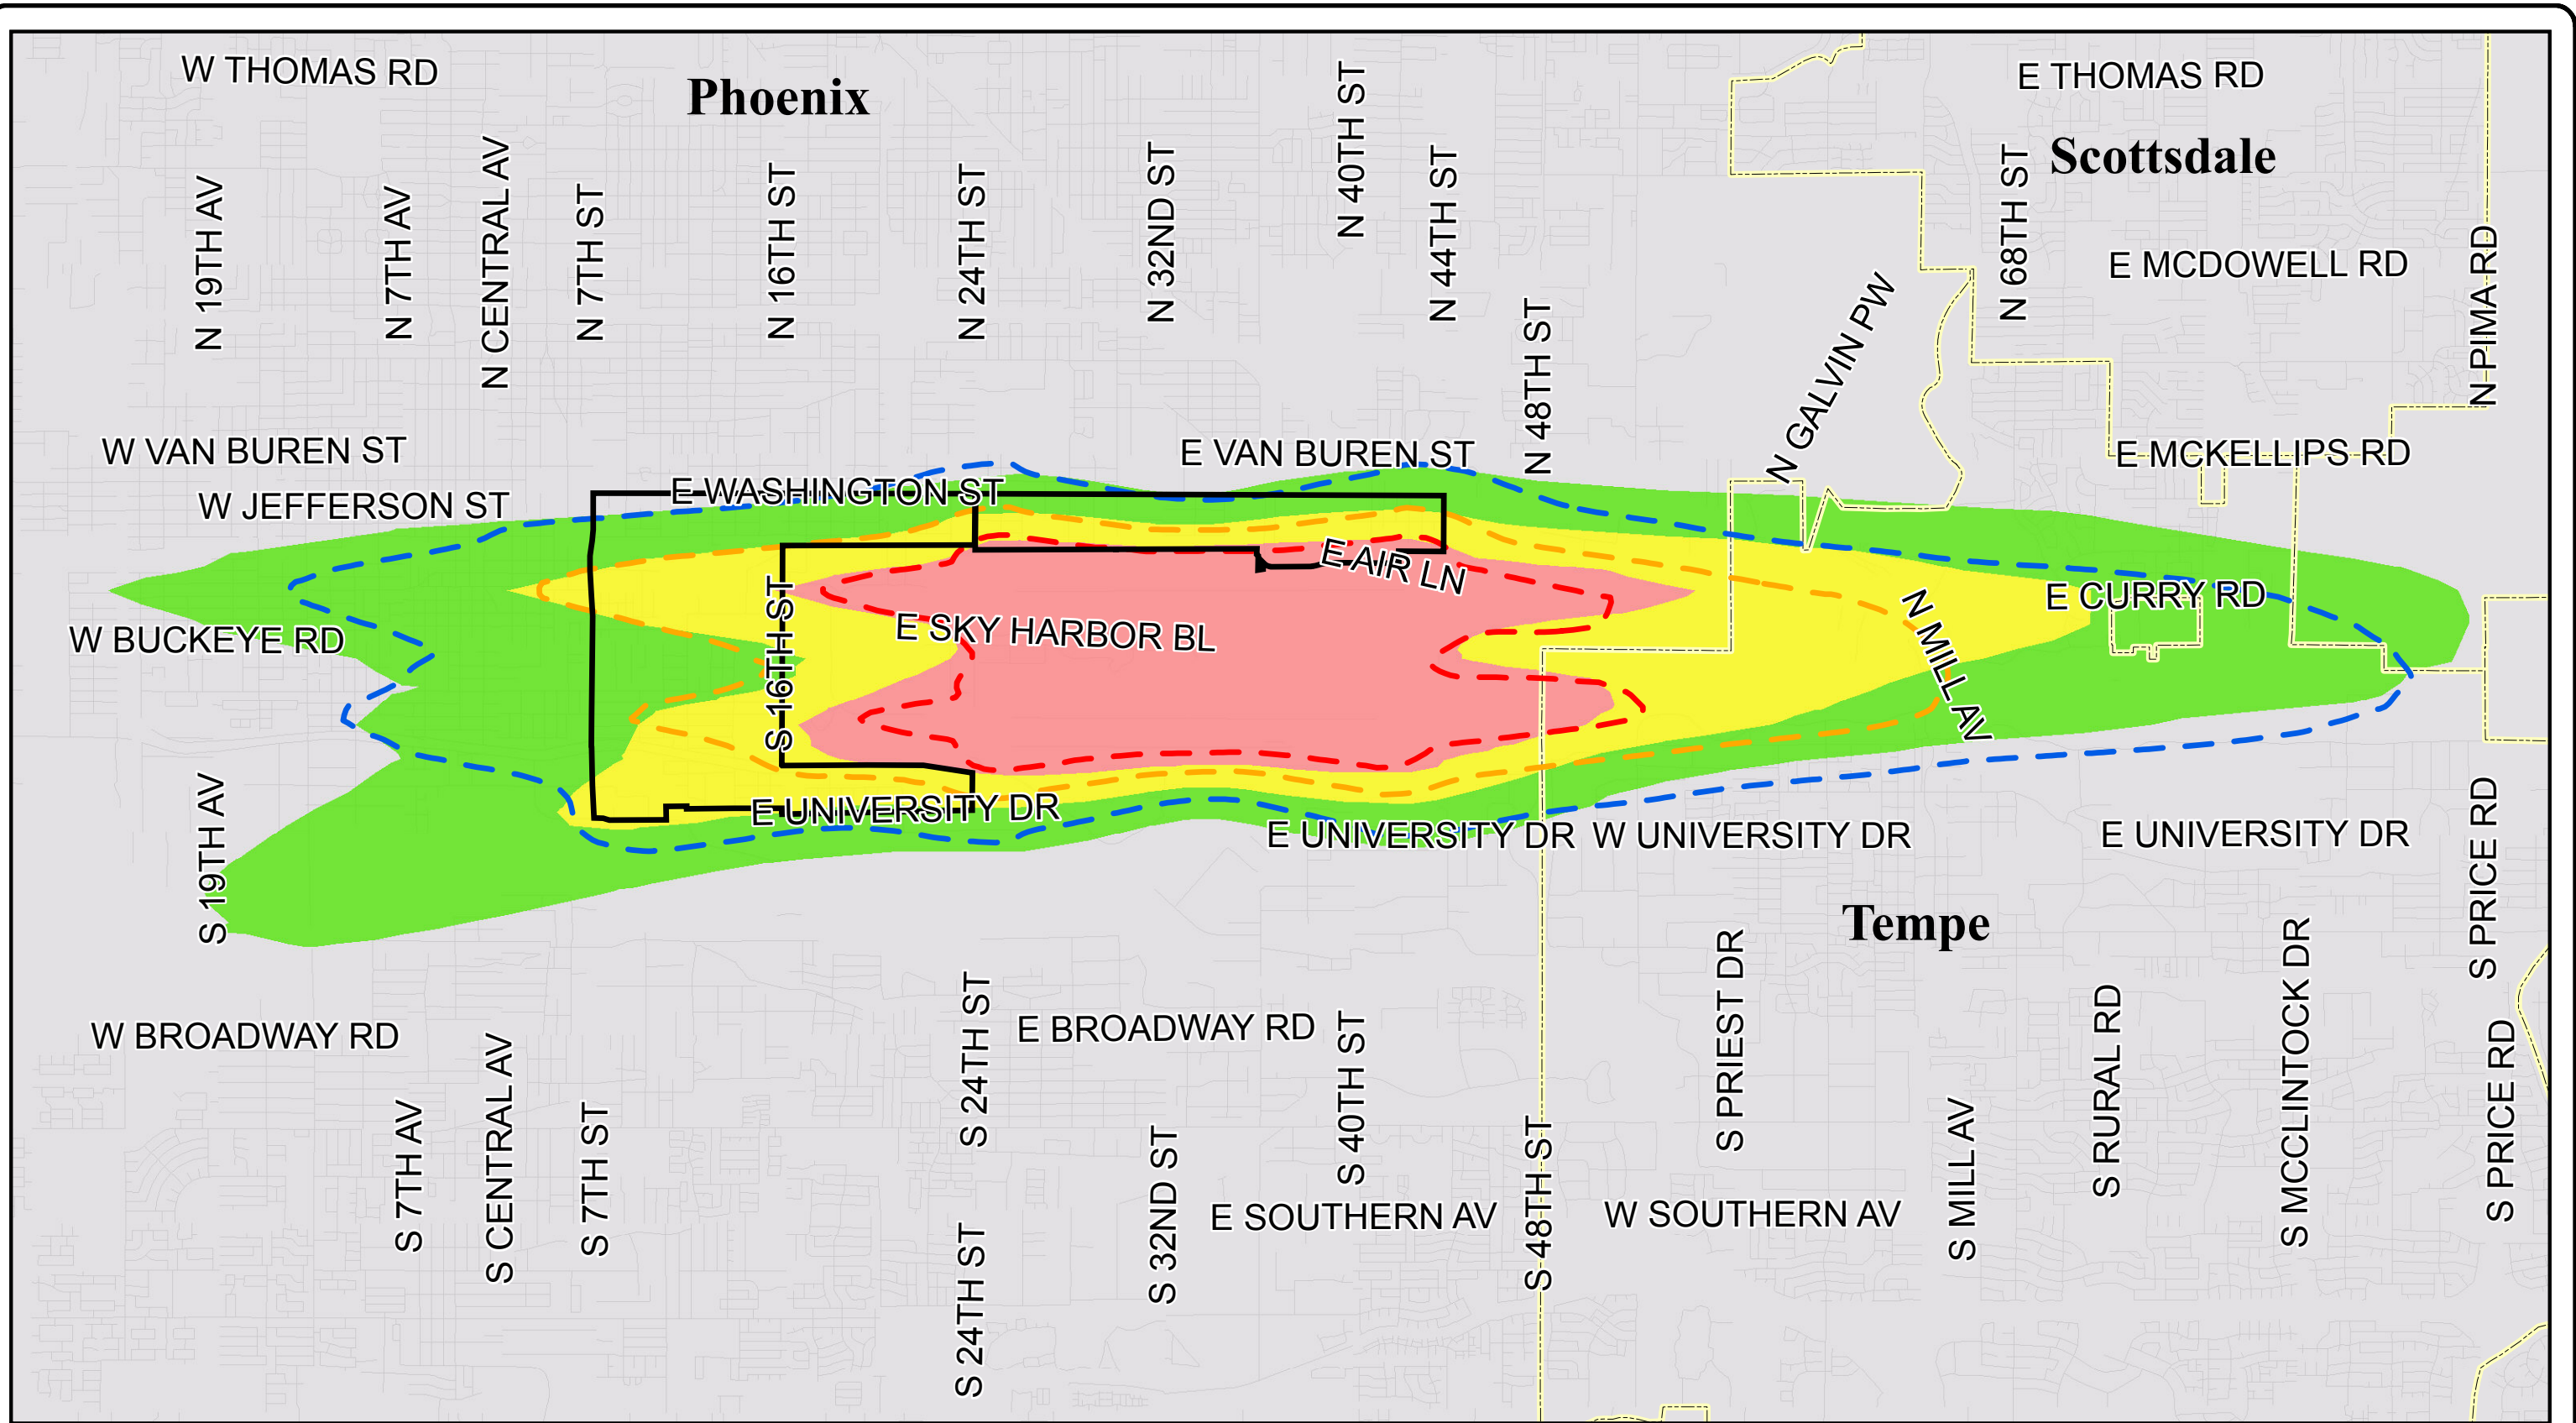 W THOMAS RD
Phoenix
E THOMAS RD
Scottsdale
N 19TH AV
N 7TH AV
N CENTRAL AV
N 7TH ST
N 16TH ST
N 24TH ST
N 32ND ST
N 40TH ST
N 44TH ST
N 48TH ST
N GALVIN PW
N 68TH ST
E MCDOWELL RD
N PIMA RD
W VAN BUREN ST
E VAN BUREN ST
E MCKELLIPS RD
W JEFFERSON ST
E WASHINGTON ST
E AIR LN
E CURRY RD
W BUCKEYE RD
S 16TH ST
E SKY HARBOR BL
N MILL AV
S 19TH AV
E UNIVERSITY DR
E UNIVERSITY DR
W UNIVERSITY DR
E UNIVERSITY DR
S PRICE RD
Tempe
W BROADWAY RD
S 24TH ST
E BROADWAY RD
S 40TH ST
S PRIEST DR
S RURAL RD
S MCCLINTOCK DR
S PRICE RD
S 7TH AV
S CENTRAL AV
S 7TH ST
S 24TH ST
S 32ND ST
E SOUTHERN AV
S 48TH ST
W SOUTHERN AV
S MILL AV